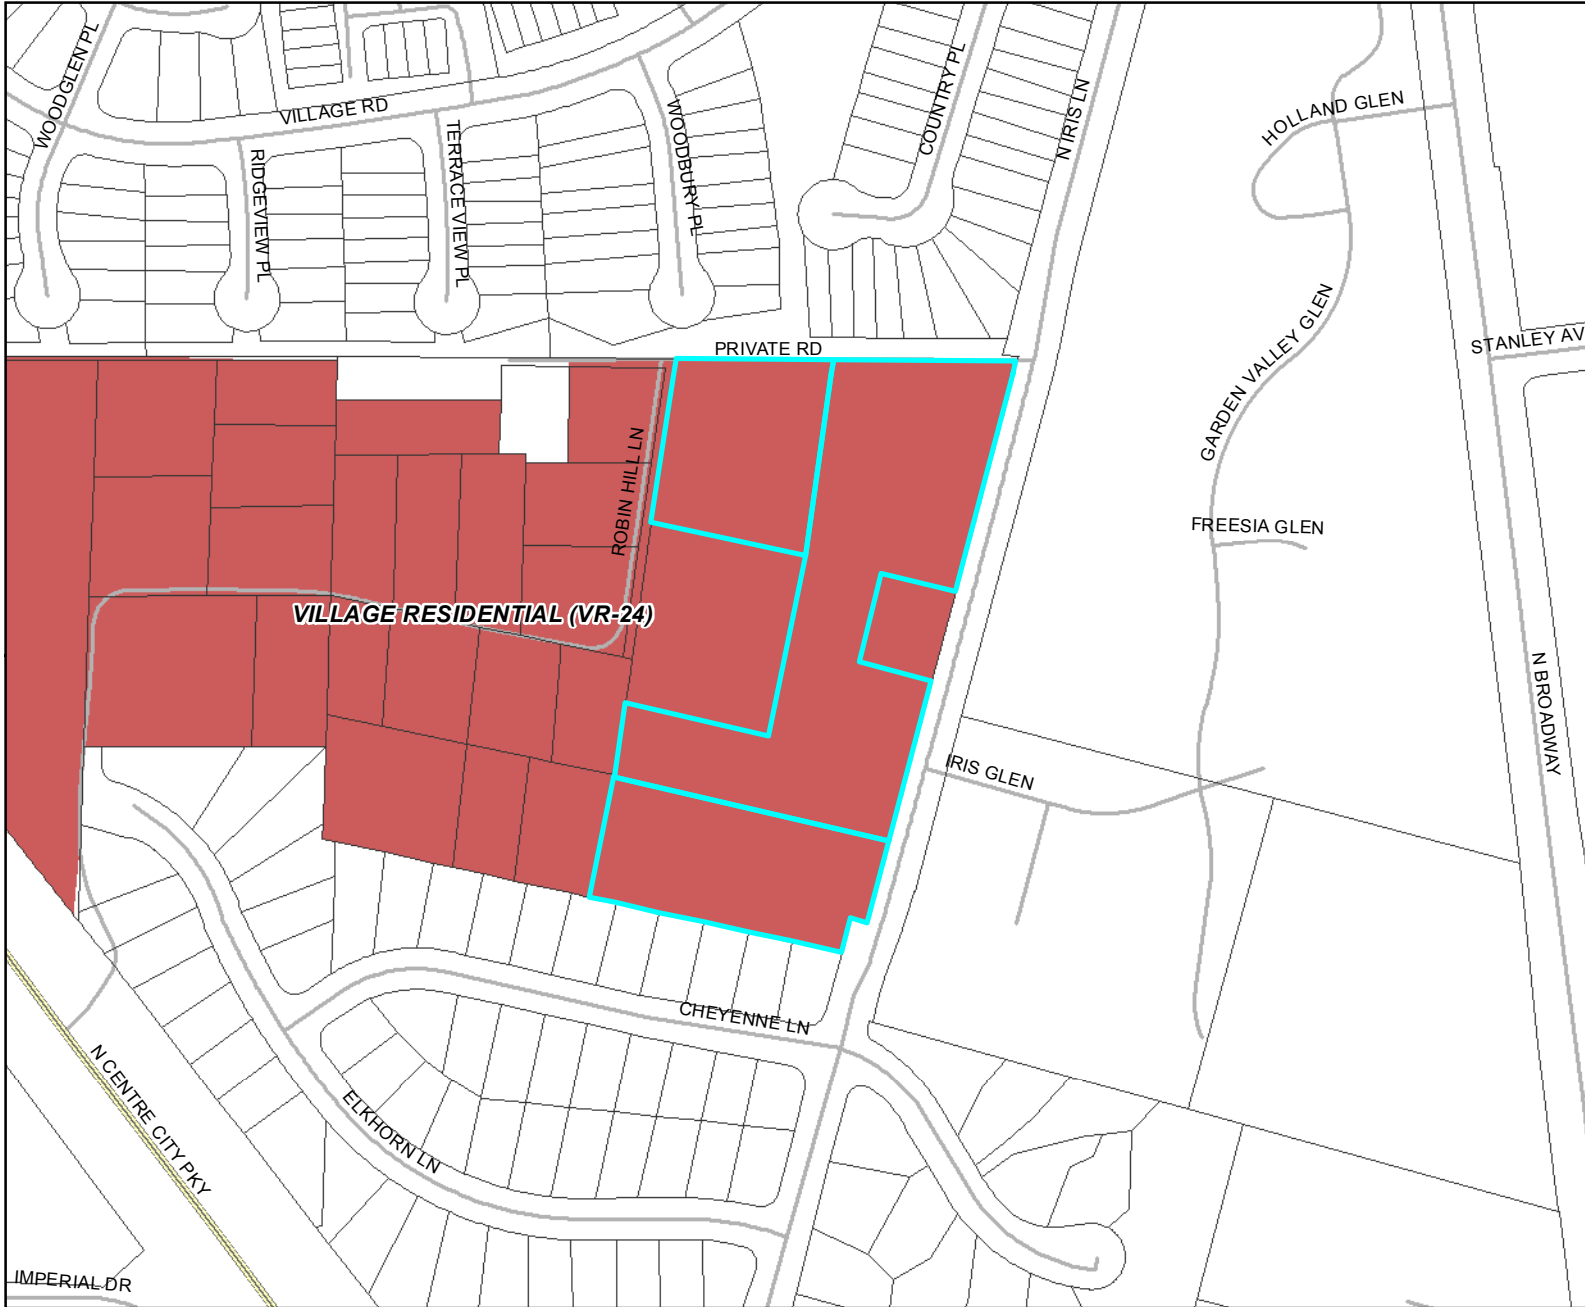 WOODGLEN PL
VILLAGE RD
RIDGEVIEW PL
TERRACE VIEW PL
WOODBURY PL
COUNTRY PL
N IRIS LN
HOLLAND GLEN
GARDEN VALLEY GLEN
STANLEY AV
PRIVATE RD
ROBIN HILL LN
FREESIA GLEN
VILLAGE RESIDENTIAL (VR-24)
N BROADWAY
IRIS GLEN
CHEYENNE LN
N CENTRE CITY PKY
ELKHORN LN
IMPERIAL DR